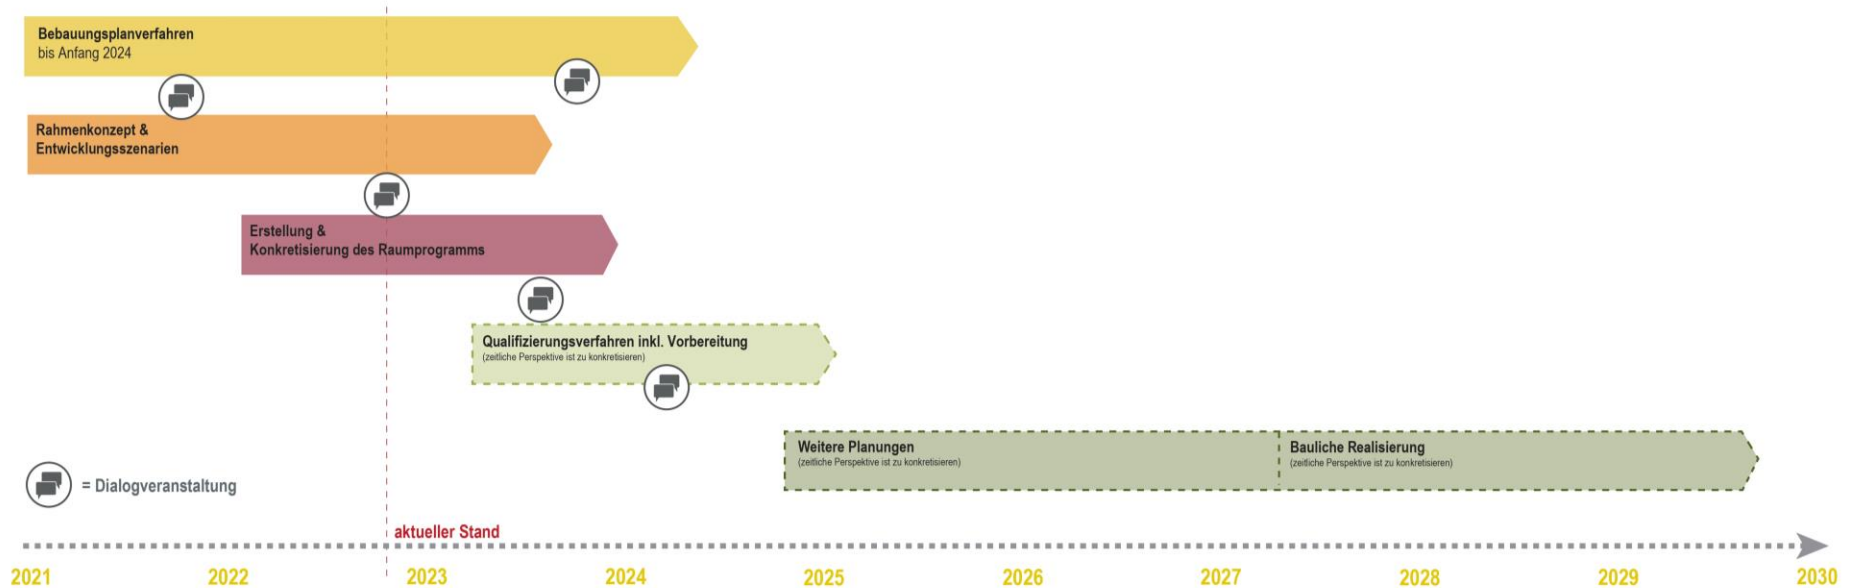 Bebauungsplanverfahren
bis Anfang 2024
Rahmenkonzept &
Entwicklungsszenarien
Erstellung &
Konkretisierung des Raumprogramms
Qualifizierungsverfahren inkl. Vorbereitung
(zeitliche Perspektive ist zu konkretisieren)
Weitere Planungen
(zeitliche Perspektive ist zu konkretisieren)
Bauliche Realisierung
(zeitliche Perspektive ist zu konkretisieren)
= Dialogveranstaltung
aktueller Stand
2021 2022 2023 2024 2025 2026 2027 2028 2029 2030